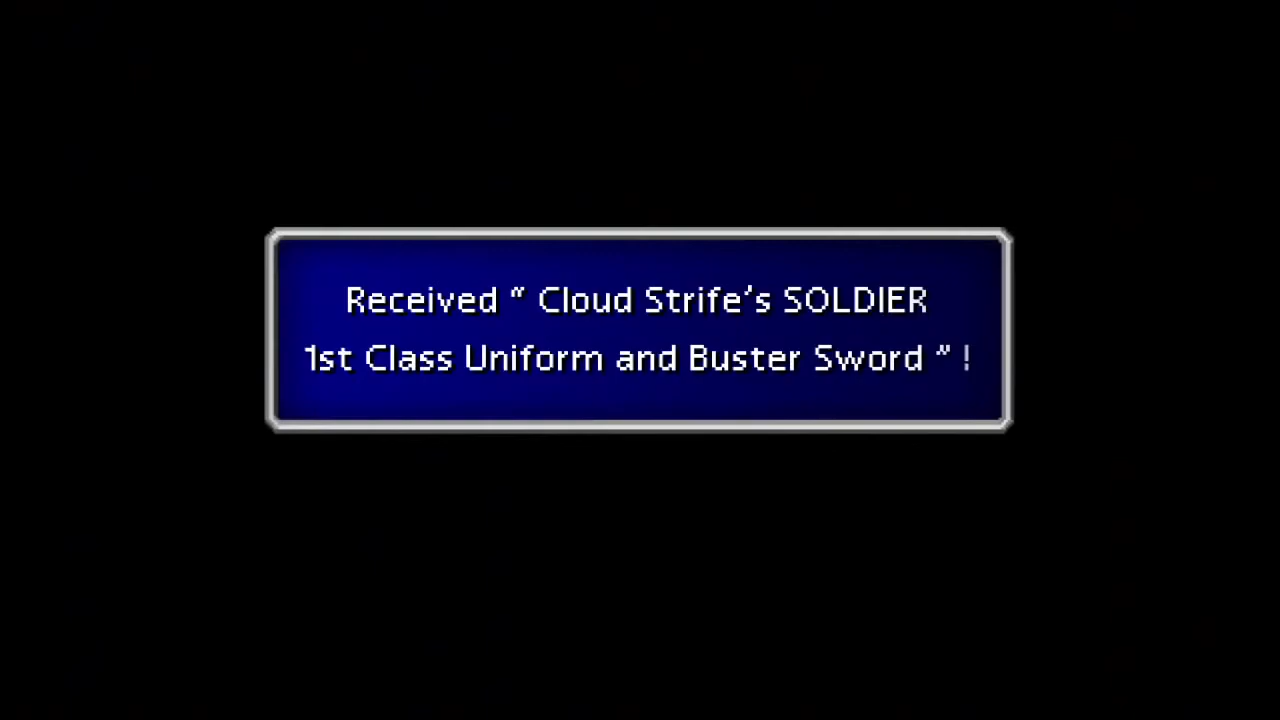 Received “ Cloud Strife’s SOLDIER
1st Class Uniform and Buster Sword ” !